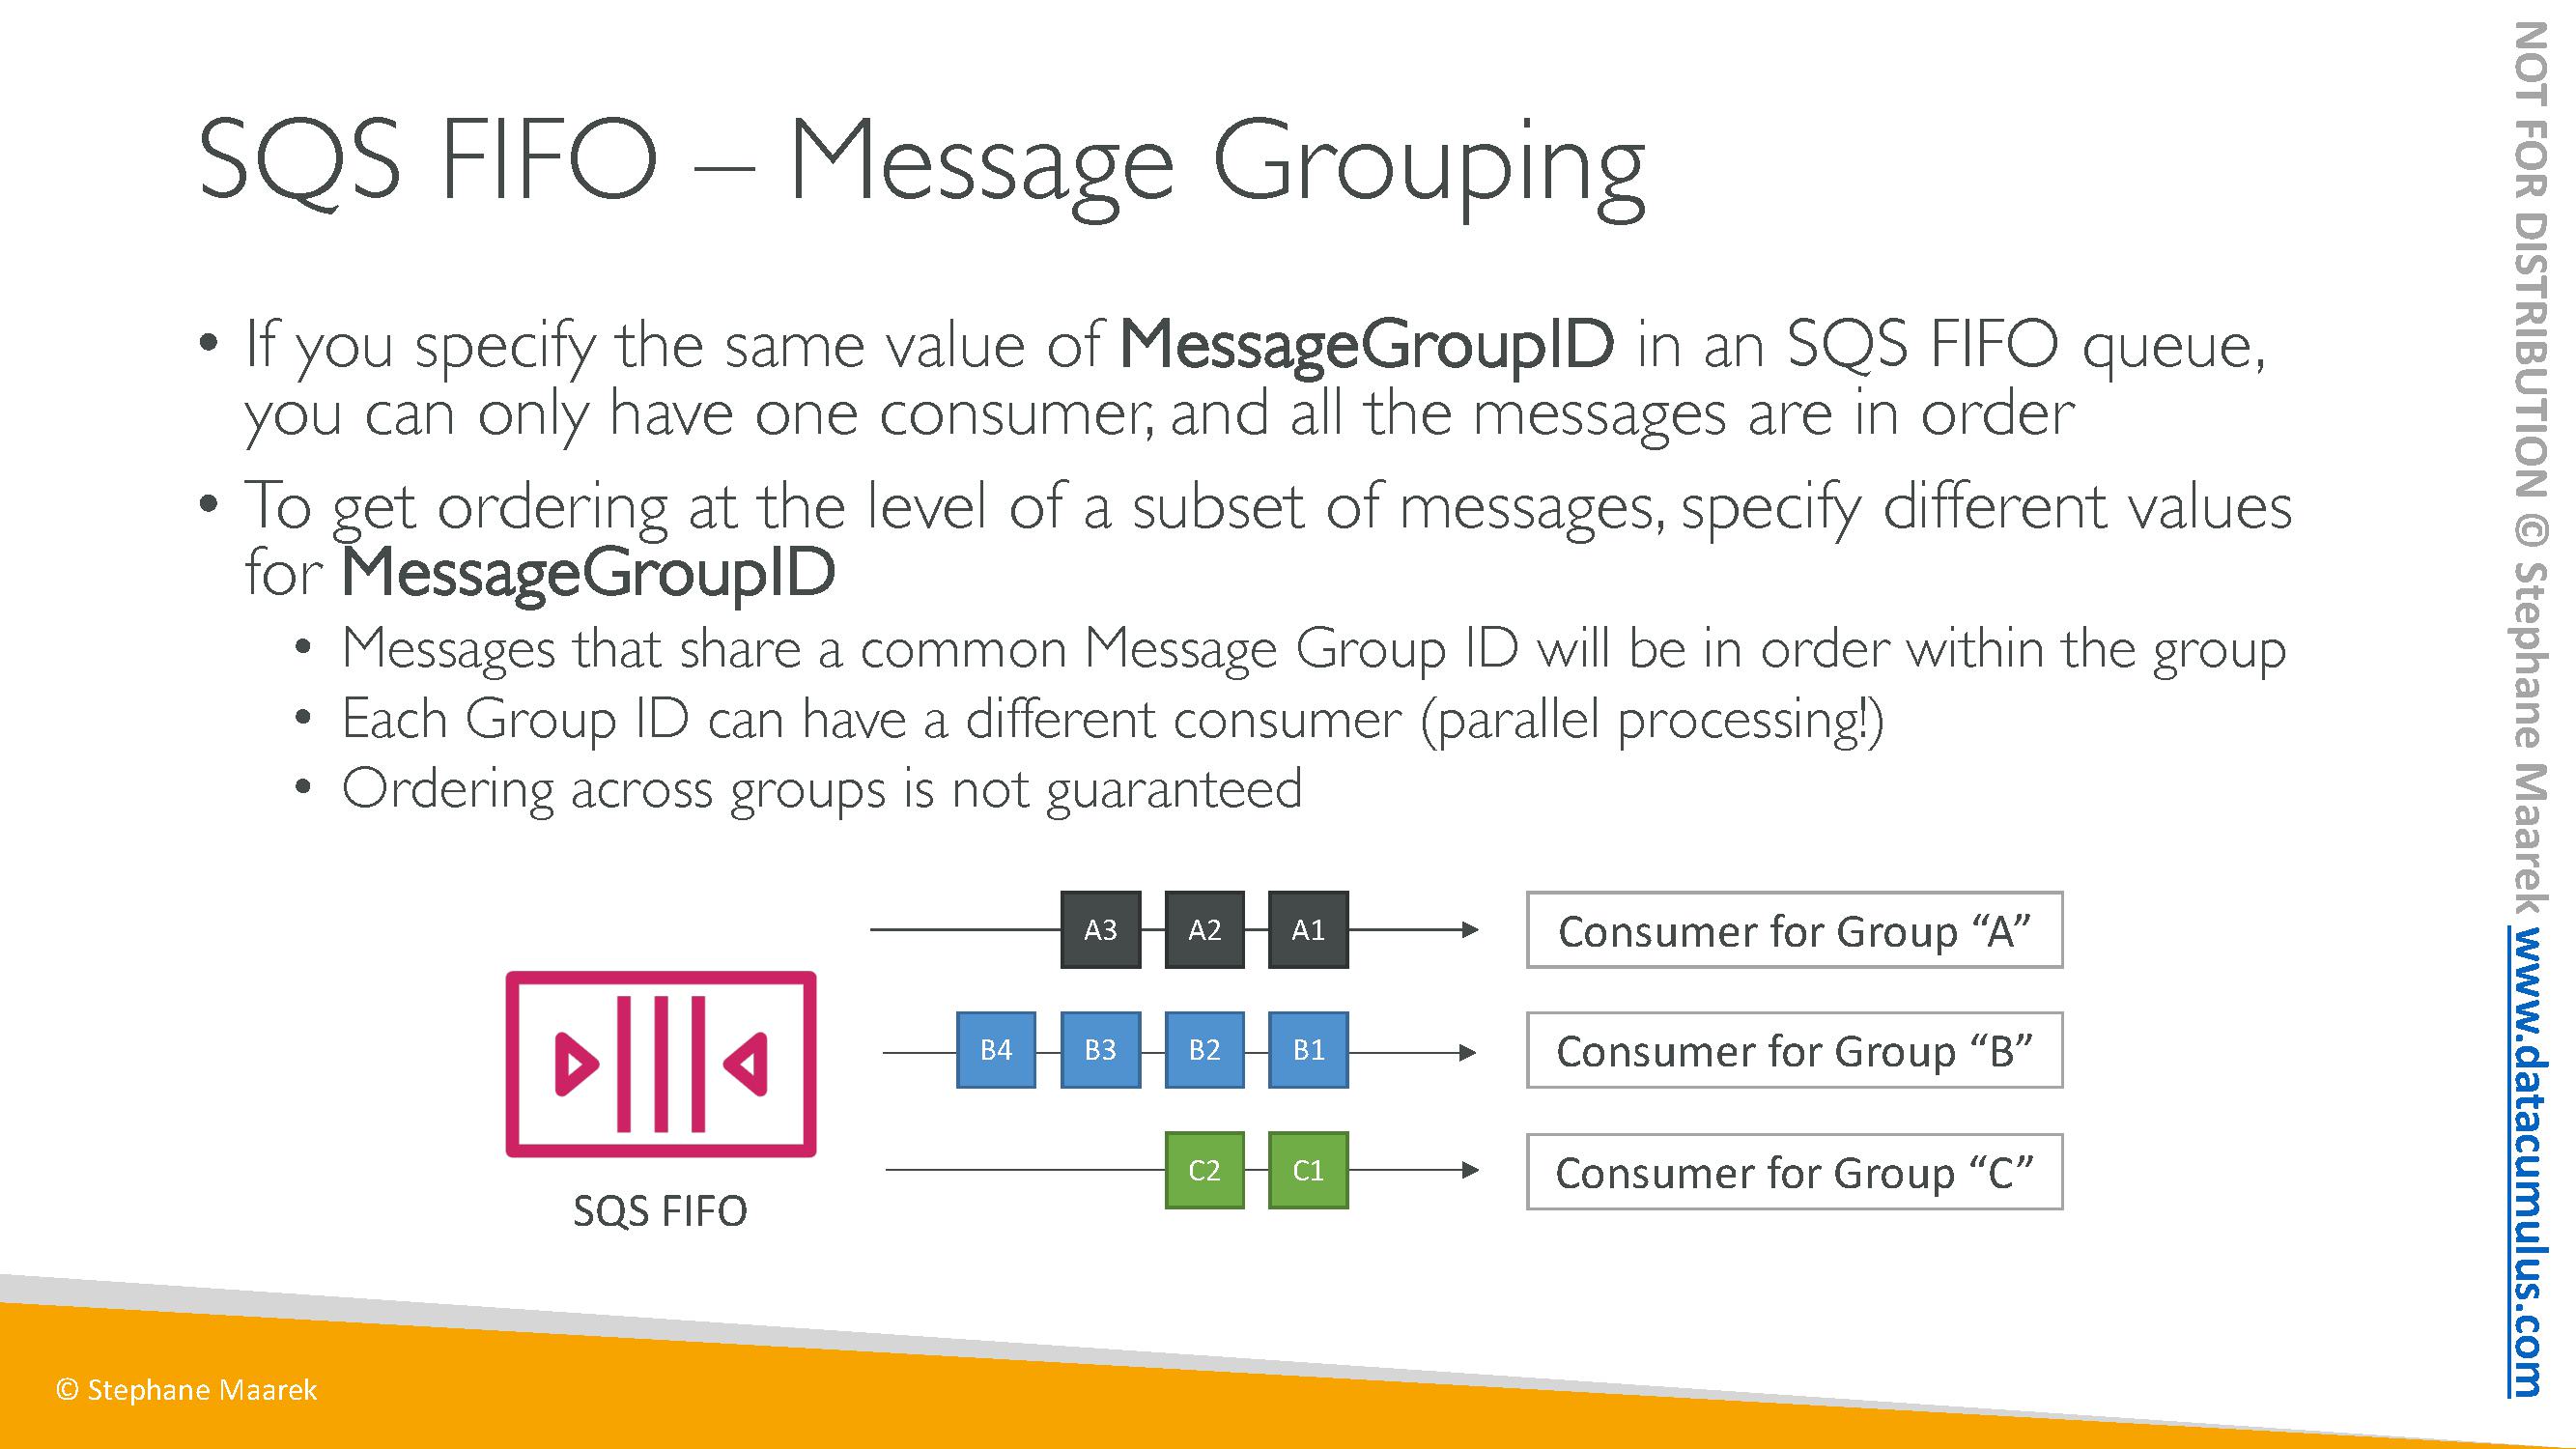 SQS FIFO – Message Grouping
• If you specify the same value of MessageGroupID in an SQS FIFO queue,
you can only have one consumer, and all the messages are in order
• To get ordering at the level of a subset of messages, specify different values
for MessageGroupID
• Messages that share a common Message Group ID will be in order within the group
• Each Group ID can have a different consumer (parallel processing!)
• Ordering across groups is not guaranteed
A3 A2 A1
Consumer for Group “A”
B4 B3 B2 B1
Consumer for Group “B”
C2 C1
Consumer for Group “C”
SQS FIFO
© Stephane Maarek
NOT FOR DISTRIBUTION © Stephane Maarek www.datacumulus.com